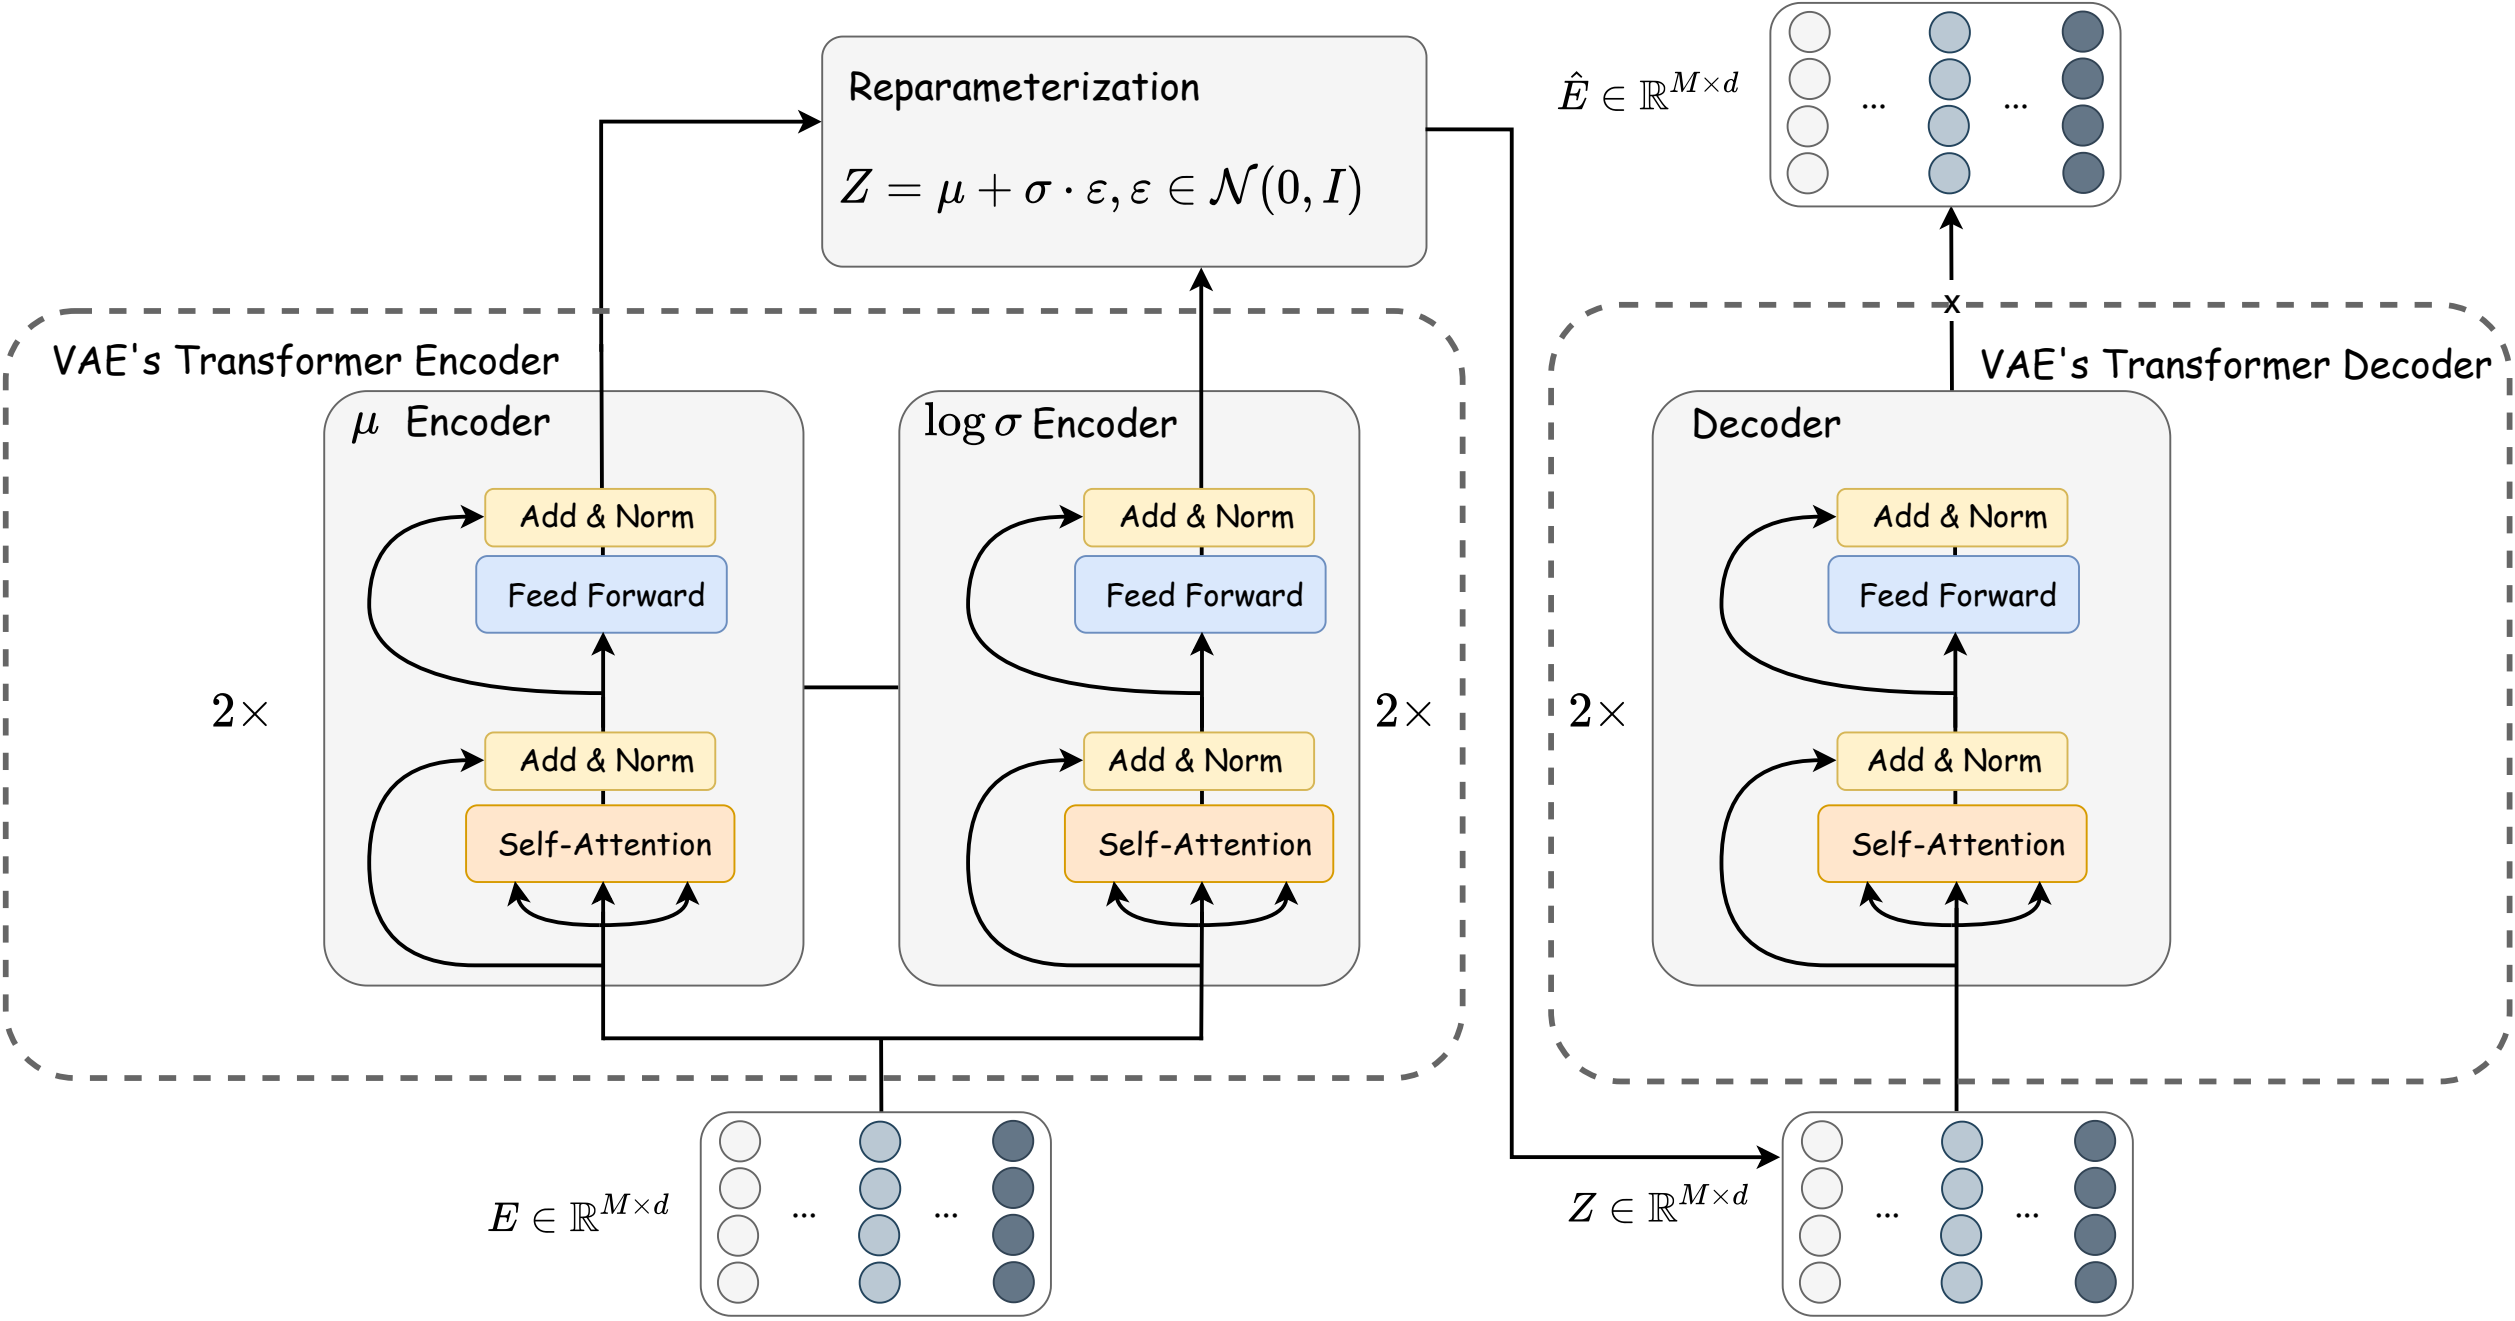 Reparameterization
Z = μ + σ · ε, ε ∈ 𝒩(0, I)
Ê ∈ ℝ^{M×d}
... ...
x
VAE's Transformer Encoder
μ Encoder
Add & Norm
Feed Forward
2×
Add & Norm
Self-Attention
log σ Encoder
Add & Norm
Feed Forward
2×
Add & Norm
Self-Attention
VAE's Transformer Decoder
Decoder
Add & Norm
Feed Forward
2×
Add & Norm
Self-Attention
E ∈ ℝ^{M×d}
... ...
Z ∈ ℝ^{M×d}
... ...